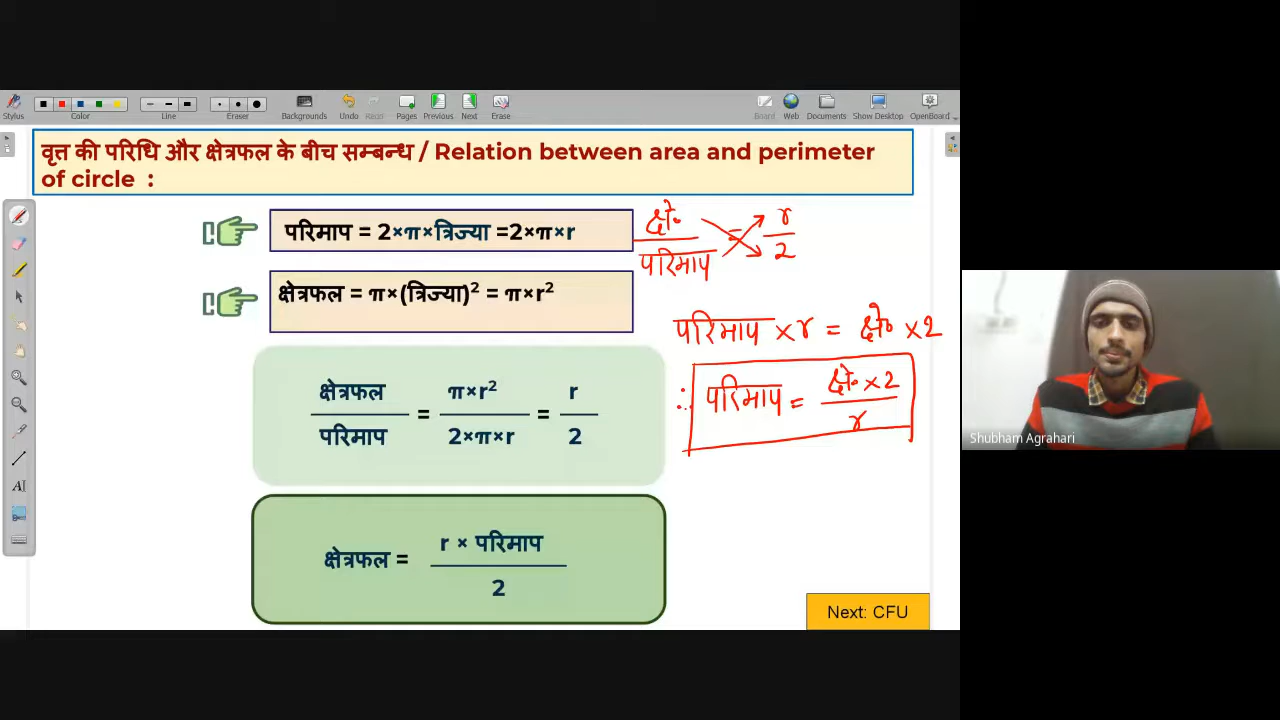 Stylus
Color
Line
Eraser
Backgrounds
Undo
Redo
Pages
Previous
Next
Erase
Board
Web
Documents
Show Desktop
OpenBoard
वृत्त की परिधि और क्षेत्रफल के बीच सम्बन्ध / Relation between area and perimeter
of circle :
परिमाप = 2×π×त्रिज्या =2×π×r
क्षे० / परिमाप = r / 2
क्षेत्रफल = π×(त्रिज्या)² = π×r²
परिमाप × r = क्षे० × 2
क्षेत्रफल / परिमाप = π×r² / 2×π×r = r / 2
∴ परिमाप = क्षे० × 2 / r
क्षेत्रफल = r × परिमाप / 2
Next: CFU
Shubham Agrahari
AI